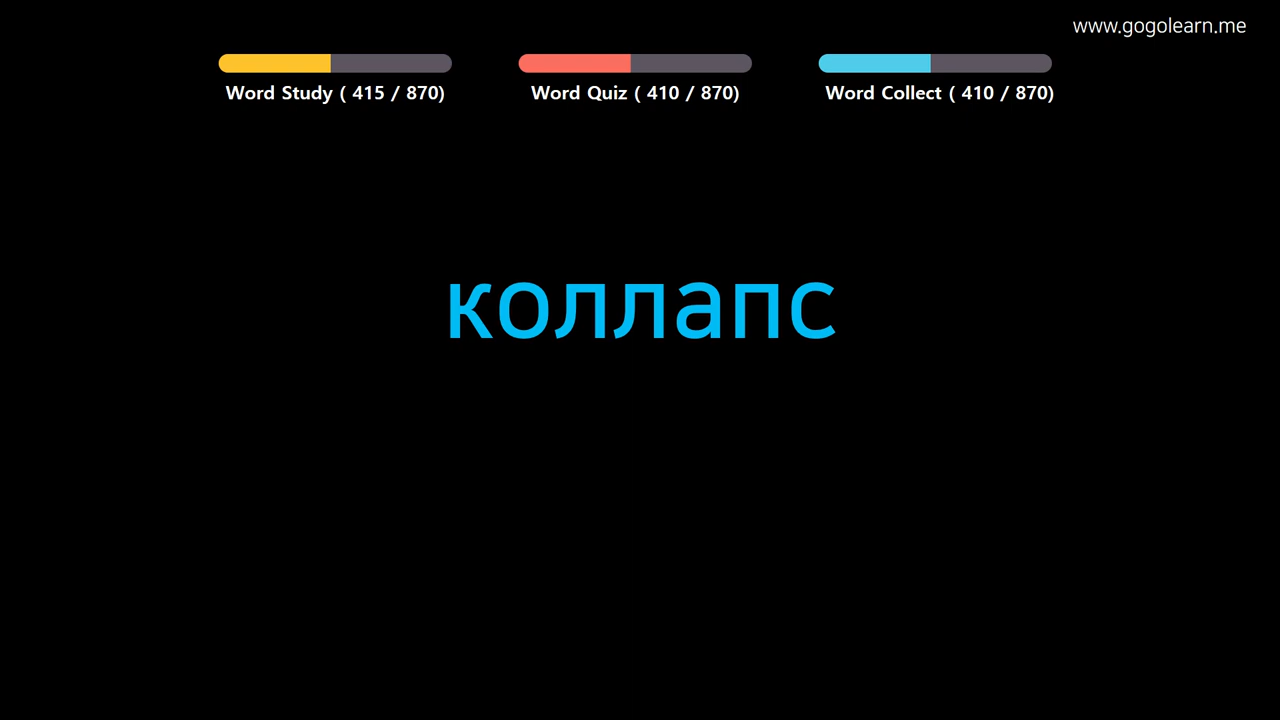 www.gogolearn.me
Word Study ( 415 / 870)
Word Quiz ( 410 / 870)
Word Collect ( 410 / 870)
коллапс